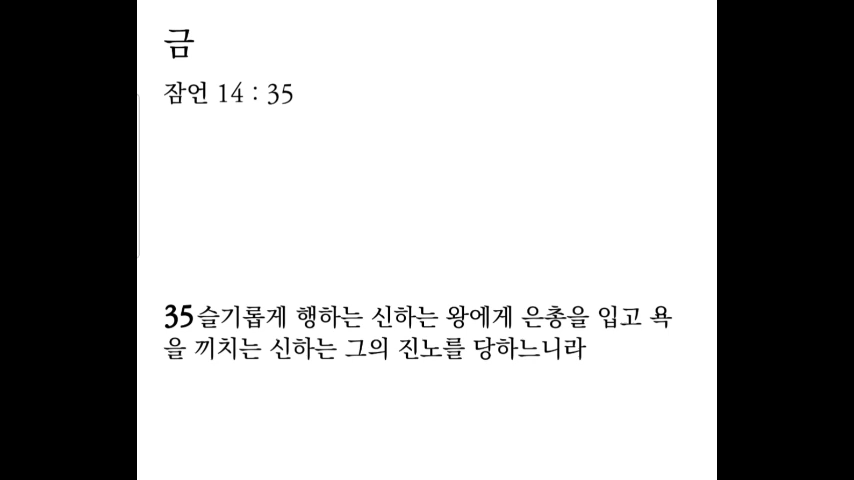 금
잠언 14 : 35
35슬기롭게 행하는 신하는 왕에게 은총을 입고 욕
을 끼치는 신하는 그의 진노를 당하느니라